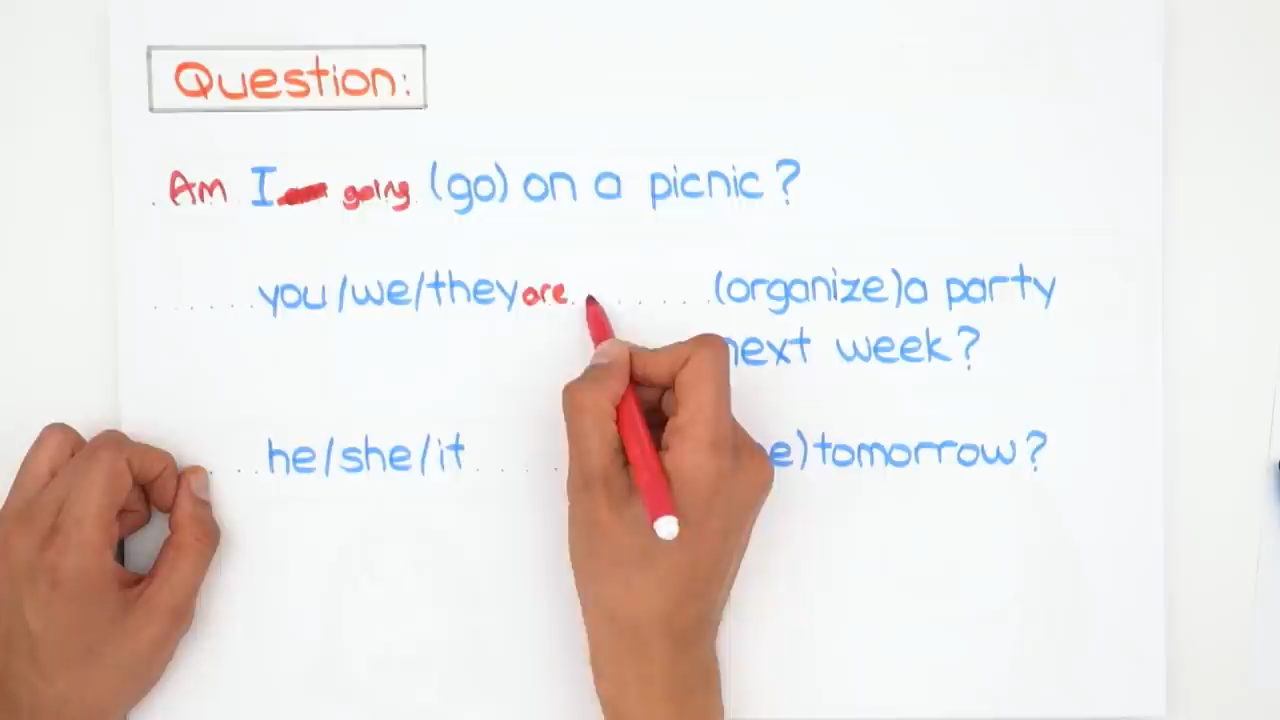 Question:
Am I going (go) on a picnic?
...... you/we/they are ........ (organize) a party
next week?
.... he/she/it ..... e) tomorrow?